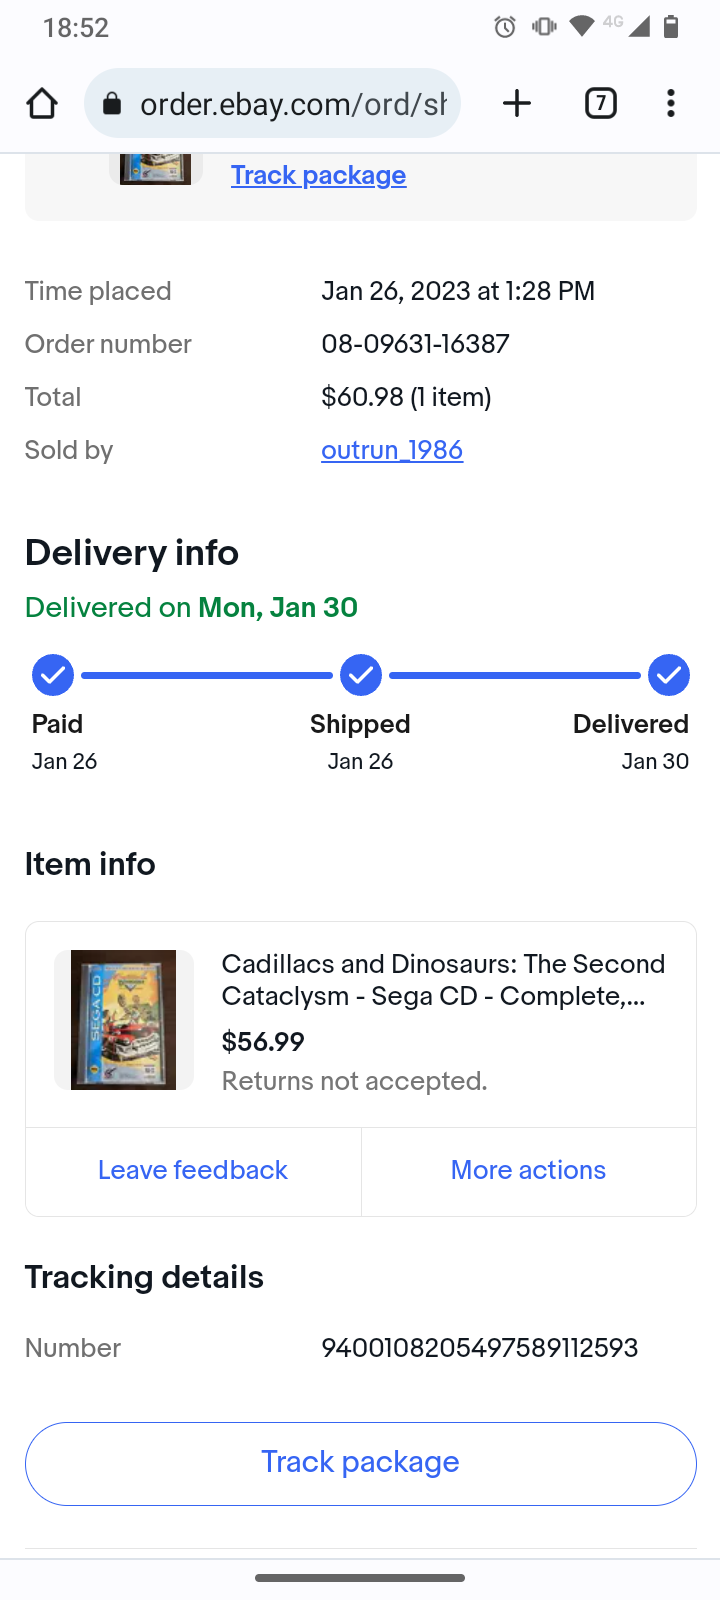 18:52
4G
order.ebay.com/ord/sh
7
Track package
Time placed
Jan 26, 2023 at 1:28 PM
Order number
08-09631-16387
Total
$60.98 (1 item)
Sold by
outrun_1986
Delivery info
Delivered on Mon, Jan 30
Paid
Shipped
Delivered
Jan 26
Jan 26
Jan 30
Item info
SEGA CD
Cadillacs and Dinosaurs: The Second
Cataclysm - Sega CD - Complete,...
$56.99
Returns not accepted.
Leave feedback
More actions
Tracking details
Number
9400108205497589112593
Track package